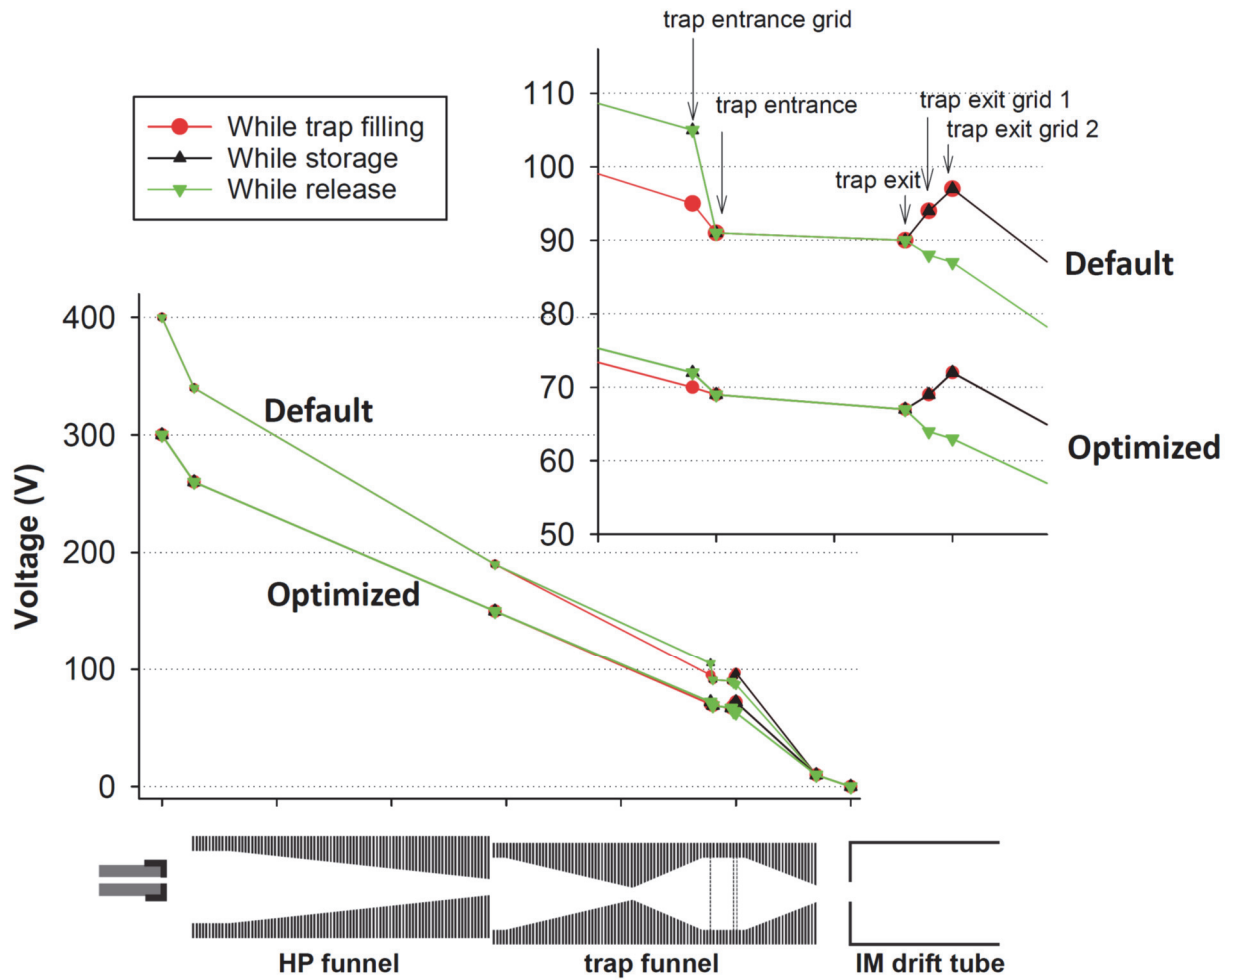 trap entrance grid
While trap filling
While storage
While release
110
trap entrance
trap exit grid 1
trap exit grid 2
100
trap exit
90
Default
80
70
Optimized
60
50
Voltage (V)
400
Default
300
200
Optimized
100
0
HP funnel
trap funnel
IM drift tube